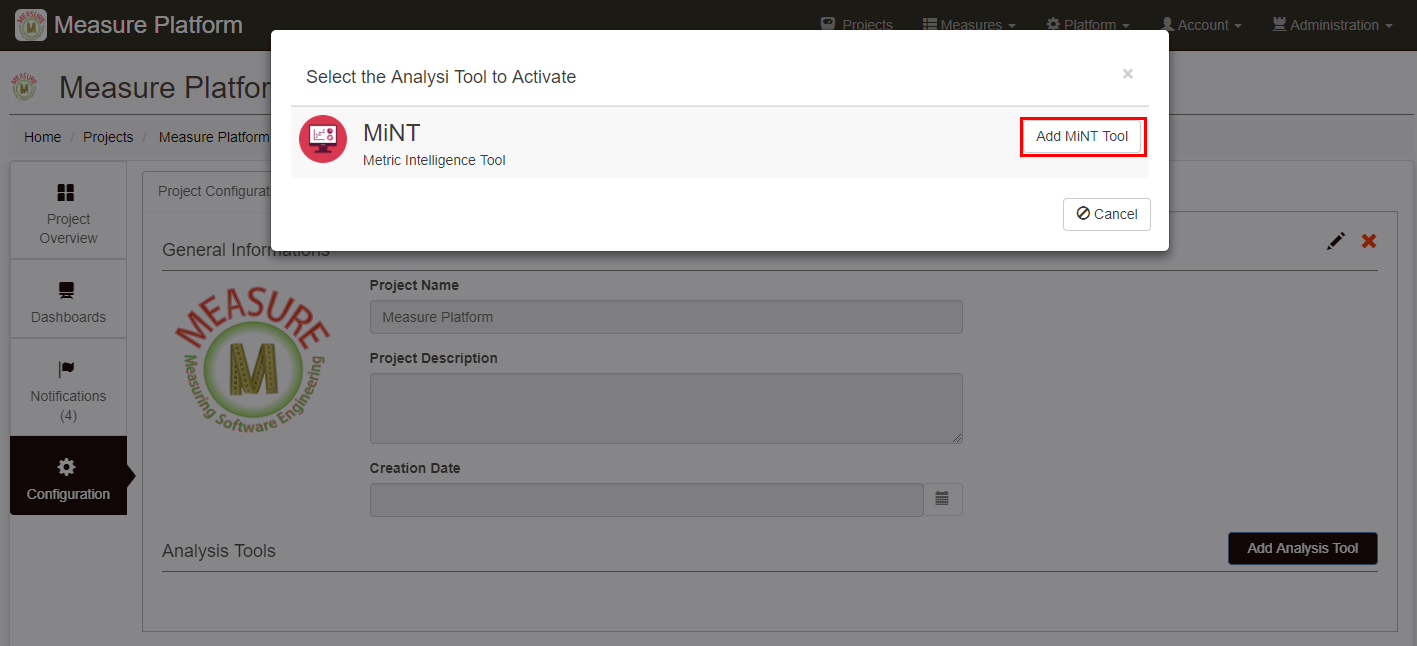 Measure Platform
Projects
Measures
Platform
Account
Administration
Measure Platfor
Home / Projects / Measure Platform
Select the Analysi Tool to Activate
×
MiNT
Metric Intelligence Tool
Add MiNT Tool
Cancel
Project
Overview
Dashboards
Notifications
(4)
Configuration
Project Configurat
General Informations
MEASURE
M
Measuring Software Engineering
Project Name
Measure Platform
Project Description
Creation Date
Analysis Tools
Add Analysis Tool